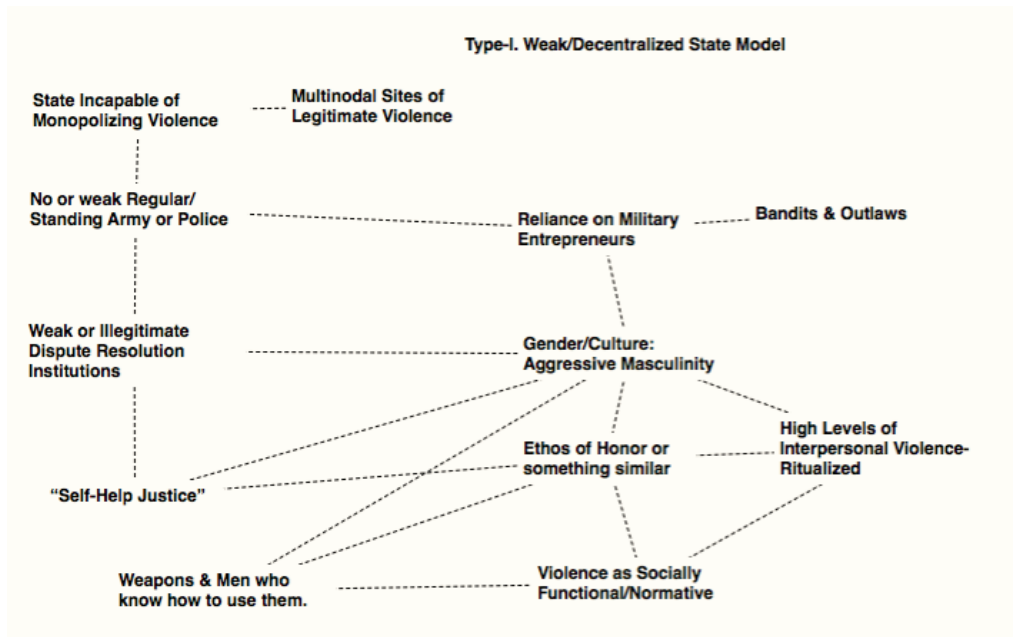 Type-I. Weak/Decentralized State Model
State Incapable of
Monopolizing Violence
Multinodal Sites of
Legitimate Violence
No or weak Regular/
Standing Army or Police
Reliance on Military
Entrepreneurs
Bandits & Outlaws
Weak or Illegitimate
Dispute Resolution
Institutions
Gender/Culture:
Aggressive Masculinity
High Levels of
Interpersonal Violence-
Ritualized
Ethos of Honor or
something similar
“Self-Help Justice”
Weapons & Men who
know how to use them.
Violence as Socially
Functional/Normative